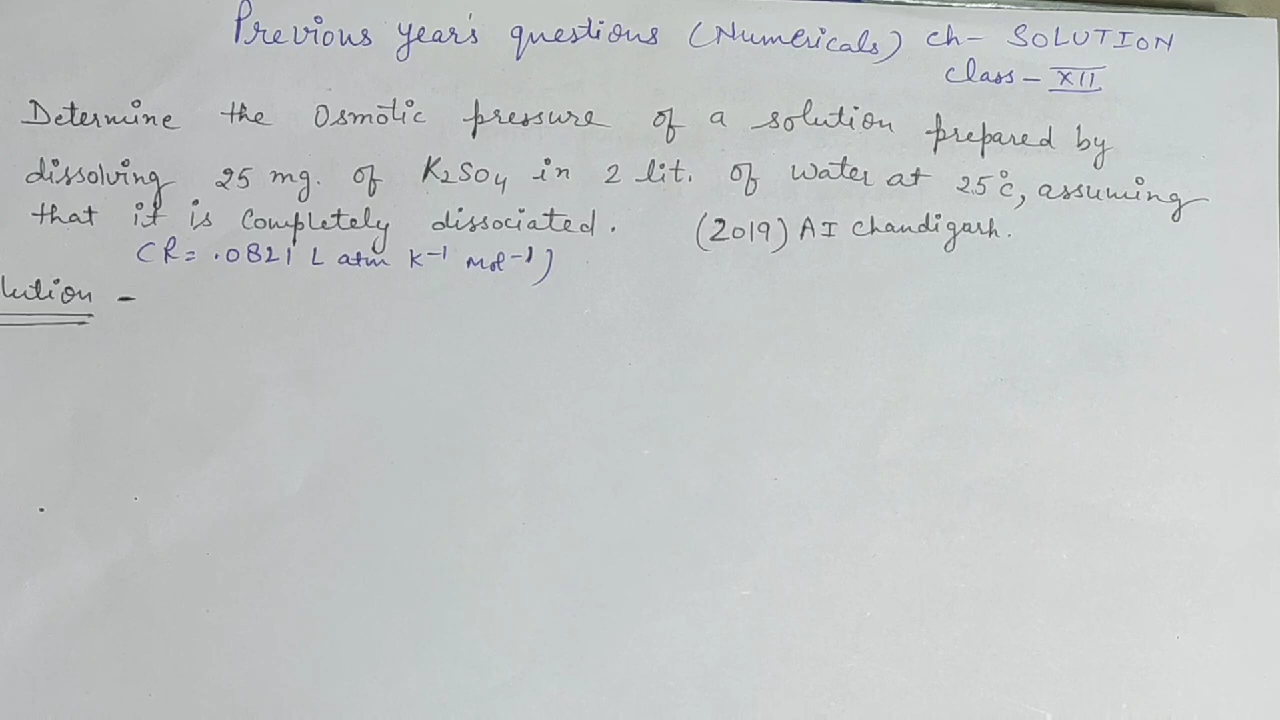 Previous year's questions (Numericals) ch- SOLUTION
Class - XII
Determine the Osmotic pressure of a solution prepared by
dissolving 25 mg. of K₂SO₄ in 2 lit. of water at 25°c, assuming
that it is Completely dissociated. (2019) AI Chandigarh.
(R= .0821 L atm K⁻¹ Mol⁻¹)
lution -